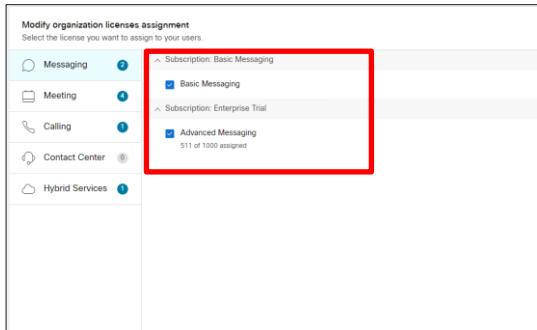 Modify organization licenses assignment
Select the license you want to assign to your users.
Messaging 2
Meeting 4
Calling 1
Contact Center 0
Hybrid Services 1
Subscription: Basic Messaging
Basic Messaging
Subscription: Enterprise Trial
Advanced Messaging
511 of 1000 assigned